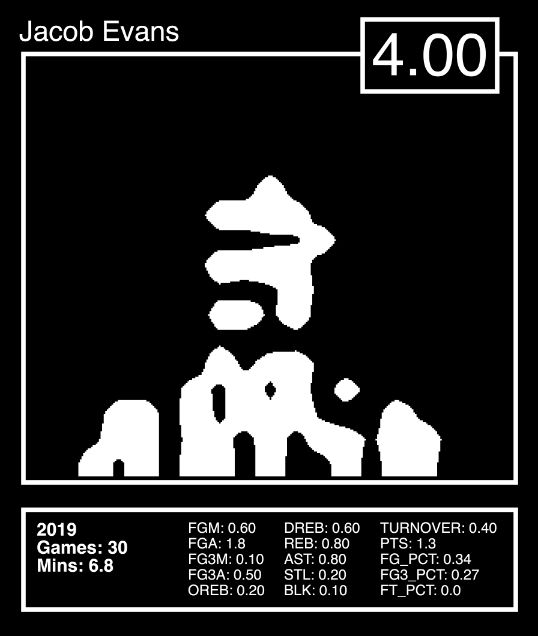 Jacob Evans
4.00
2019
Games: 30
Mins: 6.8
FGM: 0.60
FGA: 1.8
FG3M: 0.10
FG3A: 0.50
OREB: 0.20
DREB: 0.60
REB: 0.80
AST: 0.80
STL: 0.20
BLK: 0.10
TURNOVER: 0.40
PTS: 1.3
FG_PCT: 0.34
FG3_PCT: 0.27
FT_PCT: 0.0